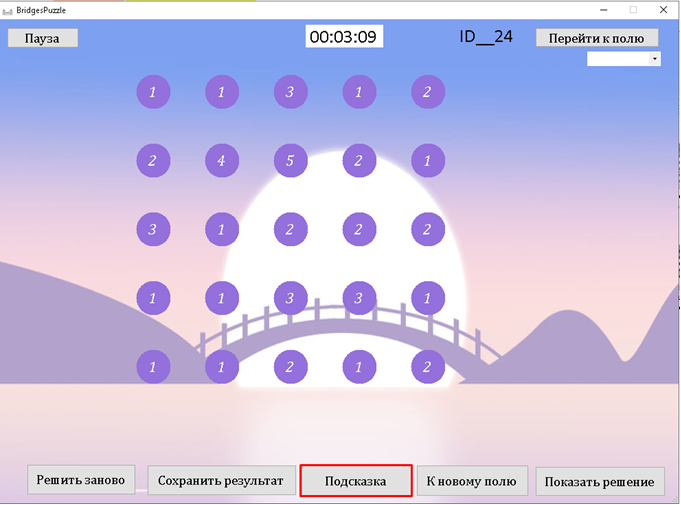 BridgesPuzzle
Пауза 00:03:09 ID__24 Перейти к полю
1 1 3 1 2
2 4 5 2 1
3 1 2 2 2
1 1 3 3 1
1 1 2 1 2
Решить заново Сохранить результат Подсказка К новому полю Показать решение